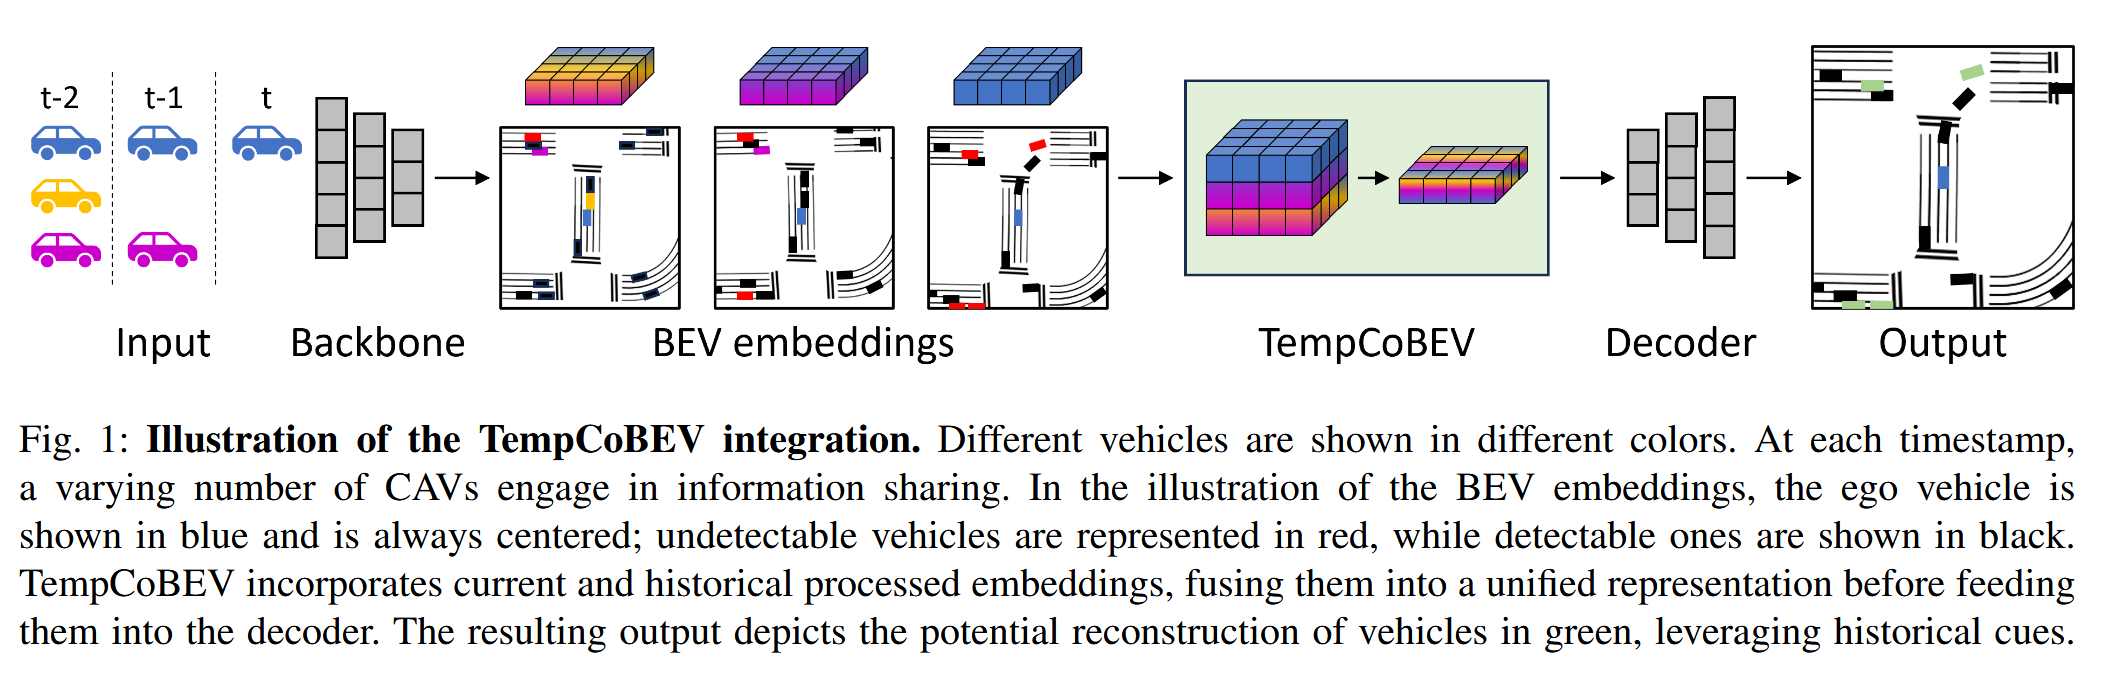 t-2
t-1
t
Input
Backbone
BEV embeddings
TempCoBEV
Decoder
Output
Fig. 1: Illustration of the TempCoBEV integration. Different vehicles are shown in different colors. At each timestamp,
a varying number of CAVs engage in information sharing. In the illustration of the BEV embeddings, the ego vehicle is
shown in blue and is always centered; undetectable vehicles are represented in red, while detectable ones are shown in black.
TempCoBEV incorporates current and historical processed embeddings, fusing them into a unified representation before feeding
them into the decoder. The resulting output depicts the potential reconstruction of vehicles in green, leveraging historical cues.